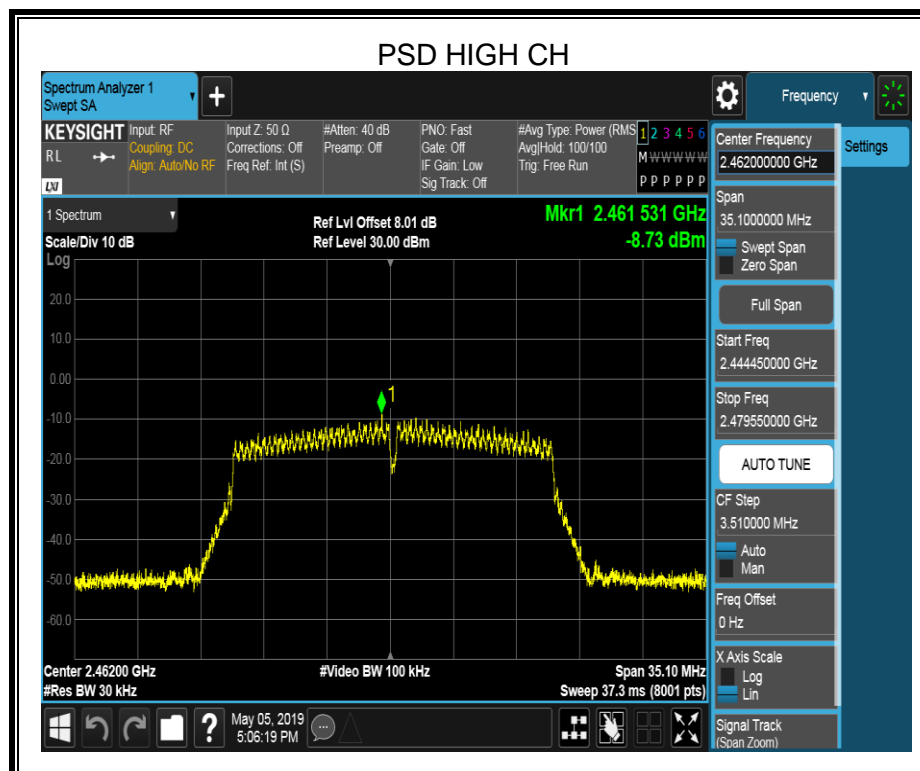 PSD HIGH CH
Spectrum Analyzer 1
Swept SA
+
Frequency
KEYSIGHT
RL
LXI
Input: RF
Coupling: DC
Align: Auto/No RF
Input Z: 50 Ω
Corrections: Off
Freq Ref: Int (S)
#Atten: 40 dB
Preamp: Off
PNO: Fast
Gate: Off
IF Gain: Low
Sig Track: Off
#Avg Type: Power (RMS
Avg|Hold: 100/100
Trig: Free Run
1 2 3 4 5 6
M W W W W W
P P P P P P
1 Spectrum
Scale/Div 10 dB
Log
Ref Lvl Offset 8.01 dB
Ref Level 30.00 dBm
Mkr1 2.461 531 GHz
-8.73 dBm
20.0
10.0
0.00
-10.0
-20.0
-30.0
-40.0
-50.0
-60.0
1
Center 2.46200 GHz
#Res BW 30 kHz
#Video BW 100 kHz
Span 35.10 MHz
Sweep 37.3 ms (8001 pts)
?
May 05, 2019
5:06:19 PM
Center Frequency
2.462000000 GHz
Settings
Span
35.1000000 MHz
Swept Span
Zero Span
Full Span
Start Freq
2.444450000 GHz
Stop Freq
2.479550000 GHz
AUTO TUNE
CF Step
3.510000 MHz
Auto
Man
Freq Offset
0 Hz
X Axis Scale
Log
Lin
Signal Track
(Span Zoom)